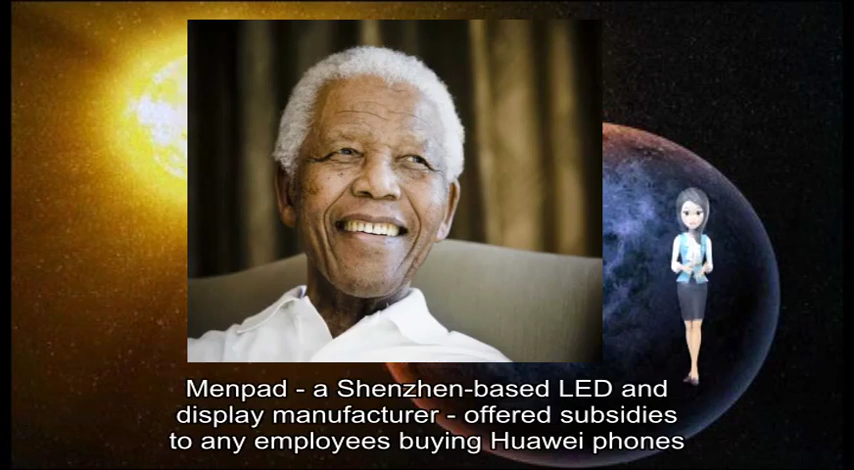 Menpad - a Shenzhen-based LED and
display manufacturer - offered subsidies
to any employees buying Huawei phones